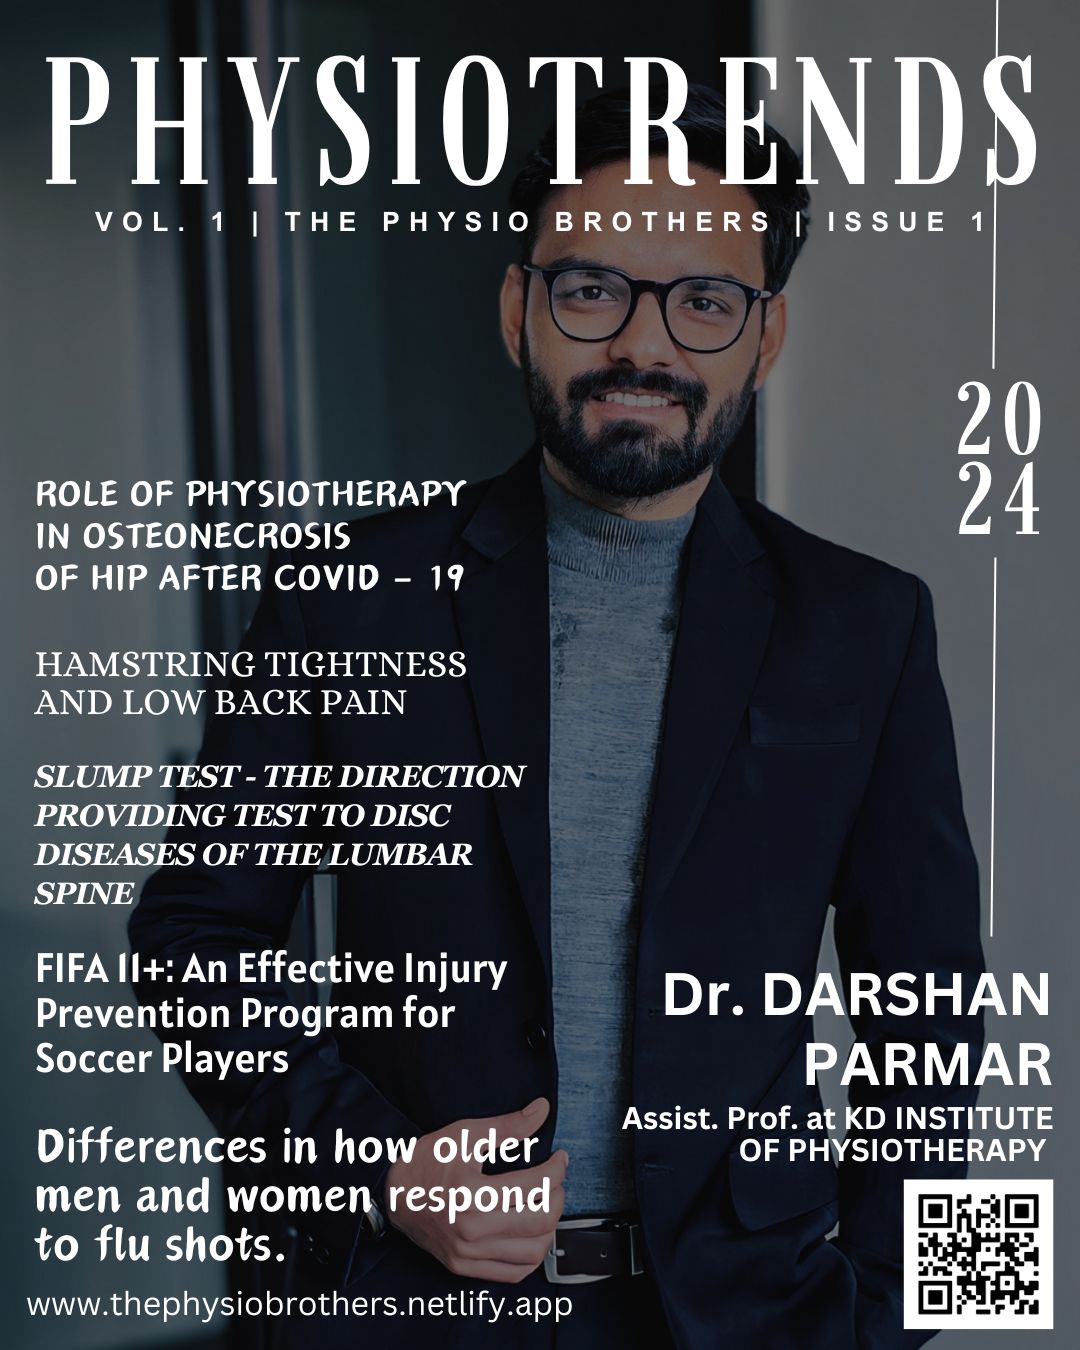 PHYSIOTRENDS
VOL. 1 | THE PHYSIO BROTHERS | ISSUE 1
20
24
ROLE OF PHYSIOTHERAPY
IN OSTEONECROSIS
OF HIP AFTER COVID – 19
HAMSTRING TIGHTNESS
AND LOW BACK PAIN
SLUMP TEST - THE DIRECTION
PROVIDING TEST TO DISC
DISEASES OF THE LUMBAR
SPINE
FIFA 11+: An Effective Injury
Prevention Program for
Soccer Players
Differences in how older
men and women respond
to flu shots.
www.thephysiobrothers.netlify.app
Dr. DARSHAN
PARMAR
Assist. Prof. at KD INSTITUTE
OF PHYSIOTHERAPY